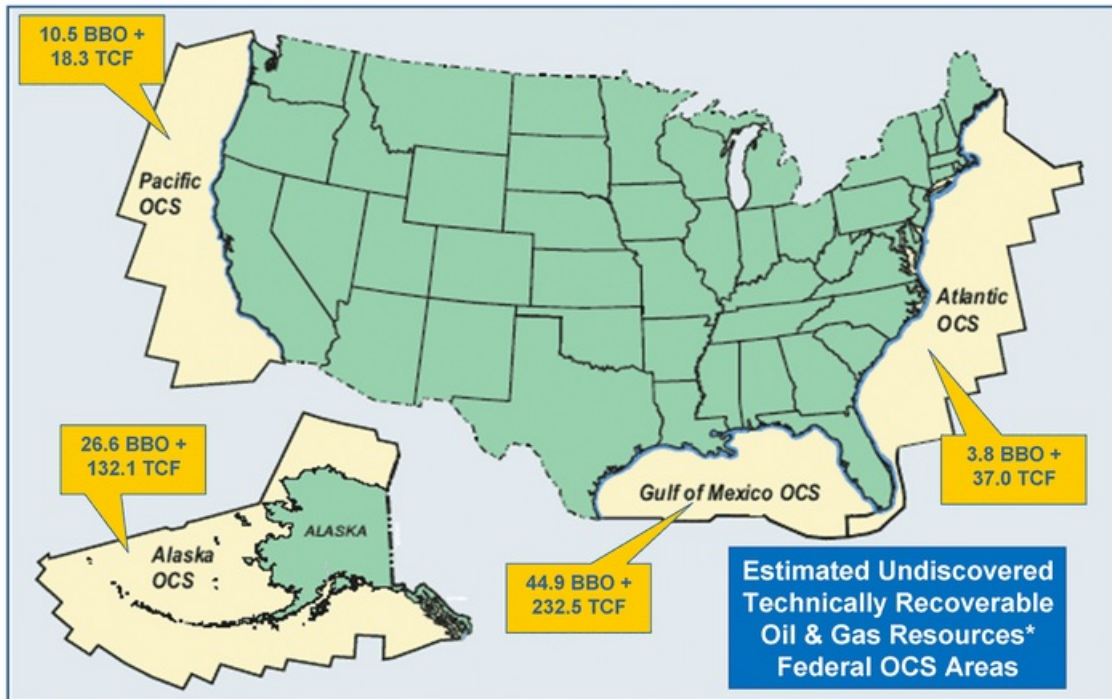 10.5 BBO +
18.3 TCF
Pacific
OCS
Atlantic
OCS
26.6 BBO +
132.1 TCF
3.8 BBO +
37.0 TCF
Gulf of Mexico OCS
ALASKA
Alaska
OCS
44.9 BBO +
232.5 TCF
Estimated Undiscovered
Technically Recoverable
Oil & Gas Resources*
Federal OCS Areas